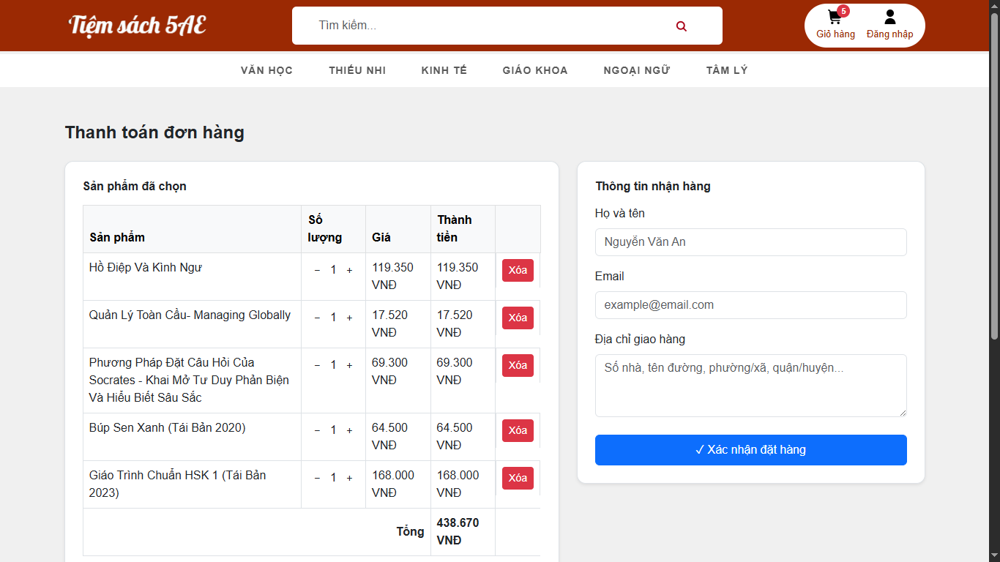 Tiệm sách 5AE
Tìm kiếm...
5
Giỏ hàng
Đăng nhập
VĂN HỌC
THIẾU NHI
KINH TẾ
GIÁO KHOA
NGOẠI NGỮ
TÂM LÝ
Thanh toán đơn hàng
Sản phẩm đã chọn
Sản phẩm
Số
lượng
Giá
Thành
tiền
Hồ Điệp Và Kình Ngư
− 1 +
119.350
VNĐ
119.350
VNĐ
Xóa
Quản Lý Toàn Cầu- Managing Globally
− 1 +
17.520
VNĐ
17.520
VNĐ
Xóa
Phương Pháp Đặt Câu Hỏi Của
Socrates - Khai Mở Tư Duy Phản Biện
Và Hiểu Biết Sâu Sắc
− 1 +
69.300
VNĐ
69.300
VNĐ
Xóa
Búp Sen Xanh (Tái Bản 2020)
− 1 +
64.500
VNĐ
64.500
VNĐ
Xóa
Giáo Trình Chuẩn HSK 1 (Tái Bản
2023)
− 1 +
168.000
VNĐ
168.000
VNĐ
Xóa
Tổng
438.670
VNĐ
Thông tin nhận hàng
Họ và tên
Nguyễn Văn An
Email
example@email.com
Địa chỉ giao hàng
Số nhà, tên đường, phường/xã, quận/huyện...
✓ Xác nhận đặt hàng